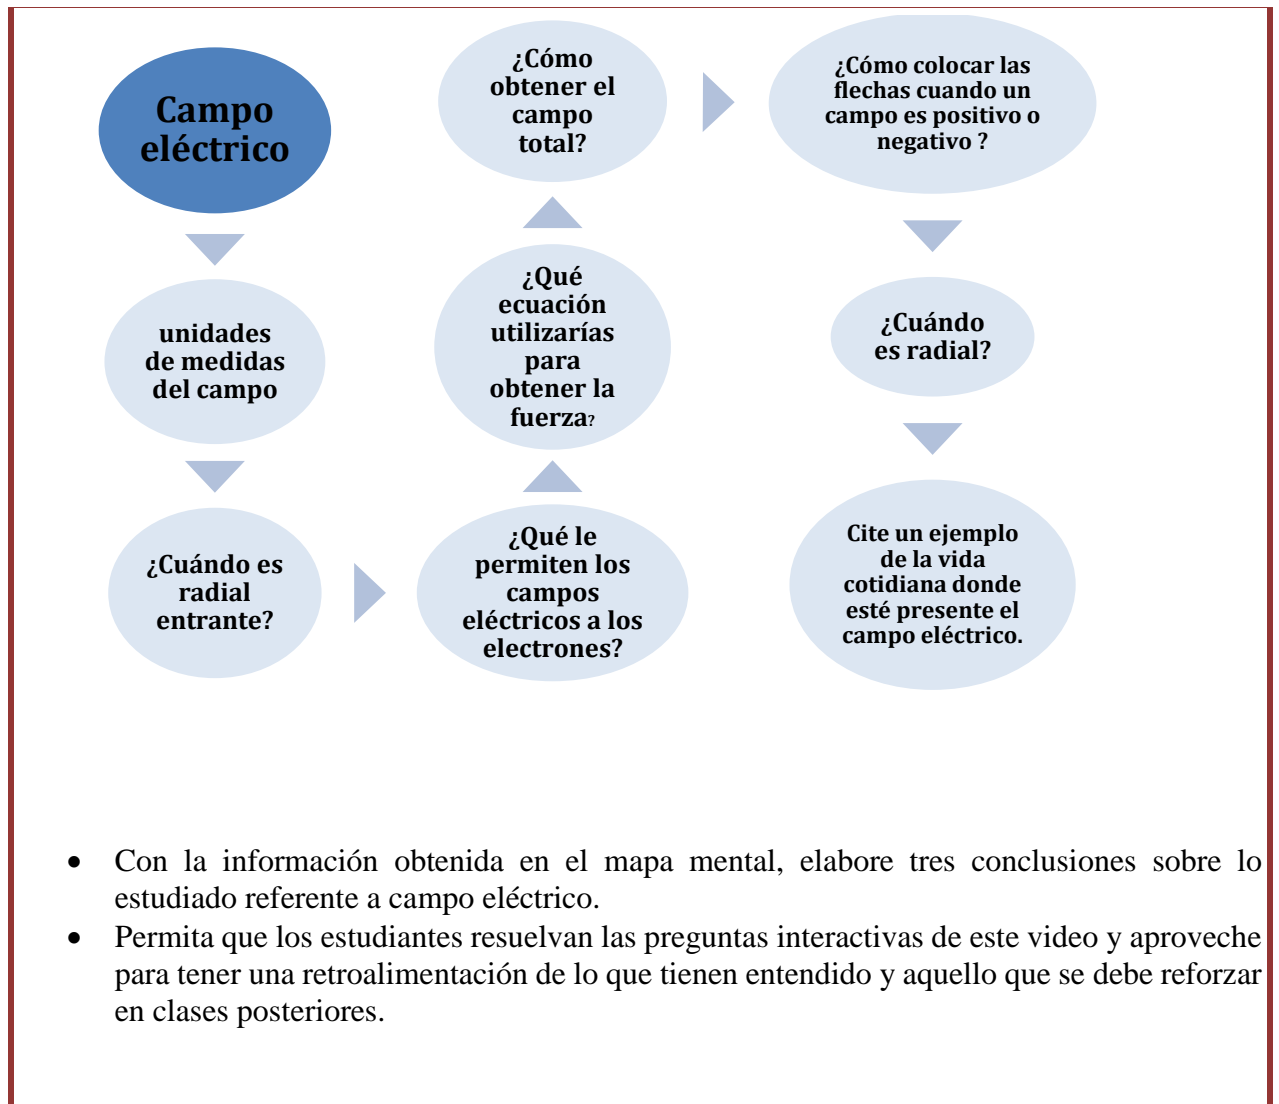 Campo
eléctrico
unidades
de medidas
del campo
¿Cuándo es
radial
entrante?
¿Qué le
permiten los
campos
eléctricos a los
electrones?
¿Qué
ecuación
utilizarías
para
obtener la
fuerza?
¿Cómo
obtener el
campo
total?
¿Cómo colocar las
flechas cuando un
campo es positivo o
negativo ?
¿Cuándo
es radial?
Cite un ejemplo
de la vida
cotidiana donde
esté presente el
campo eléctrico.
• Con la información obtenida en el mapa mental, elabore tres conclusiones sobre lo
estudiado referente a campo eléctrico.
• Permita que los estudiantes resuelvan las preguntas interactivas de este video y aproveche
para tener una retroalimentación de lo que tienen entendido y aquello que se debe reforzar
en clases posteriores.